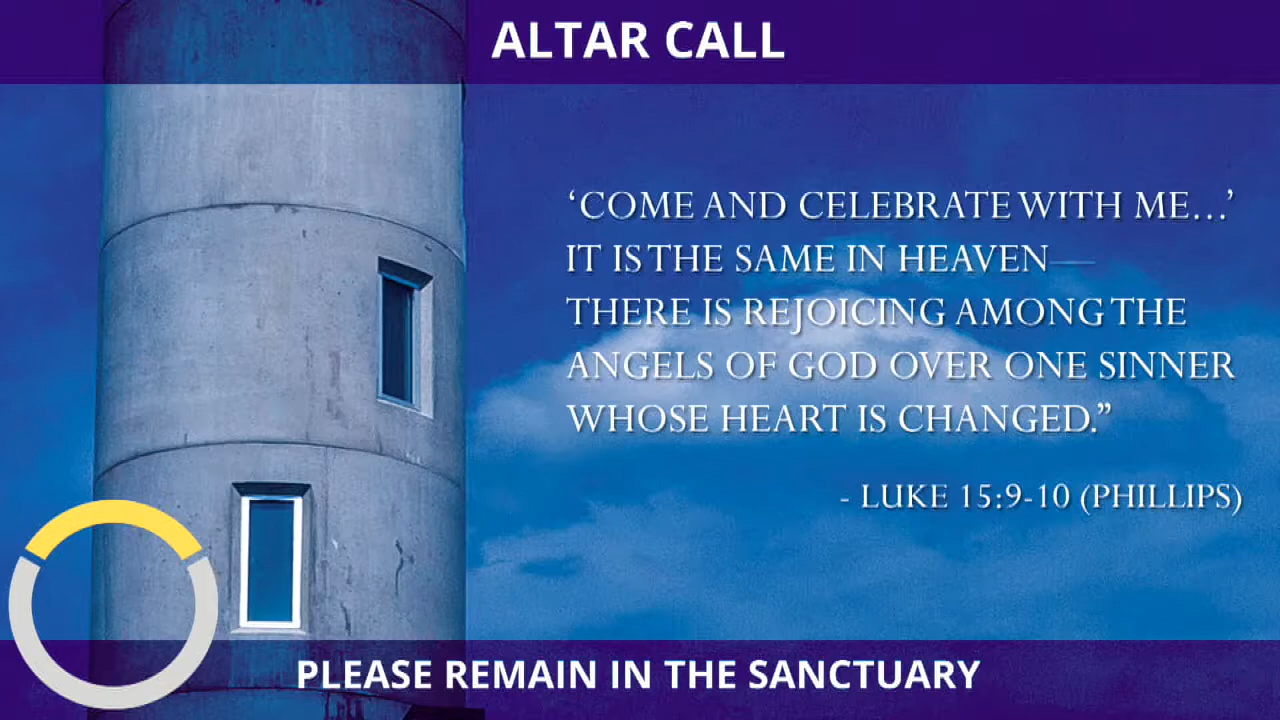 ALTAR CALL
‘COME AND CELEBRATE WITH ME...’
IT IS THE SAME IN HEAVEN—
THERE IS REJOICING AMONG THE
ANGELS OF GOD OVER ONE SINNER
WHOSE HEART IS CHANGED.”
- LUKE 15:9-10 (PHILLIPS)
PLEASE REMAIN IN THE SANCTUARY